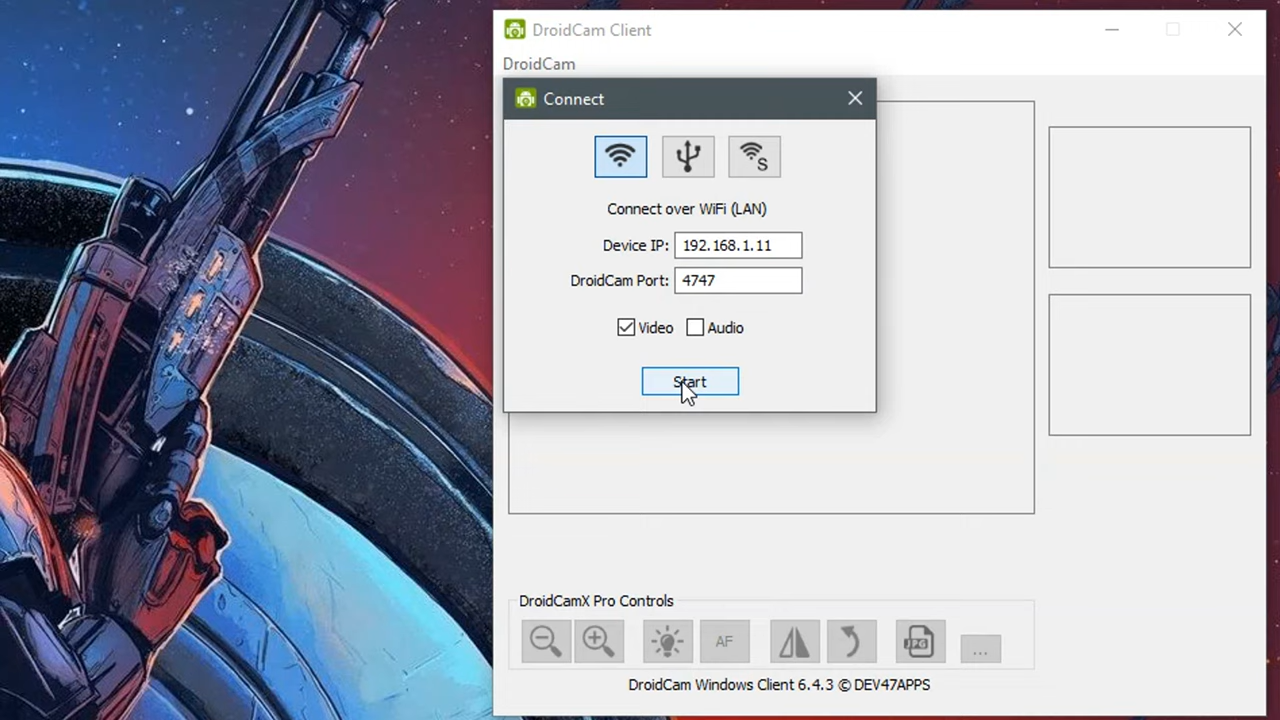 DroidCam Client
DroidCam
Connect
S
Connect over WiFi (LAN)
Device IP: 192.168.1.11
DroidCam Port: 4747
Video Audio
Start
DroidCamX Pro Controls
AF
JPG
...
DroidCam Windows Client 6.4.3 © DEV47APPS